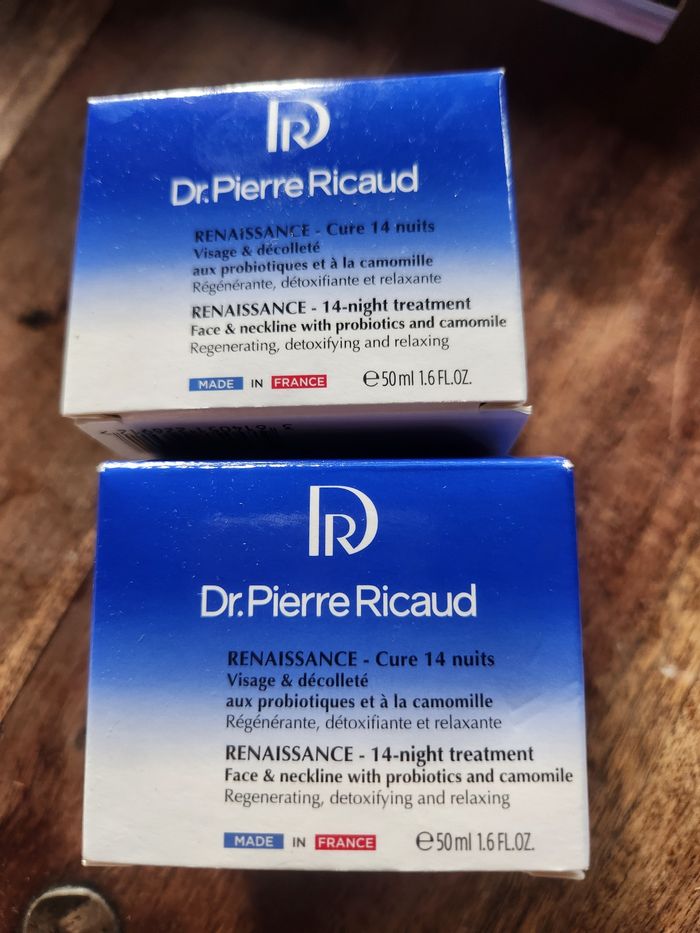 DR
Dr.Pierre Ricaud
RENAISSANCE - Cure 14 nuits
Visage & décolleté
aux probiotiques et à la camomille
Régénérante, détoxifiante et relaxante
RENAISSANCE - 14-night treatment
Face & neckline with probiotics and camomile
Regenerating, detoxifying and relaxing
MADE IN FRANCE ℮50 ml 1.6 FL.OZ.
DR
Dr.Pierre Ricaud
RENAISSANCE - Cure 14 nuits
Visage & décolleté
aux probiotiques et à la camomille
Régénérante, détoxifiante et relaxante
RENAISSANCE - 14-night treatment
Face & neckline with probiotics and camomile
Regenerating, detoxifying and relaxing
MADE IN FRANCE ℮50 ml 1.6 FL.OZ.